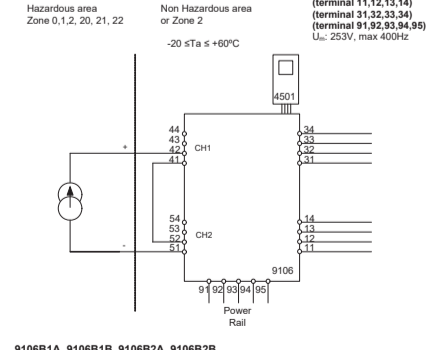 Hazardous area
Zone 0,1,2, 20, 21, 22
Non Hazardous area
or Zone 2
-20 ≤Ta ≤ +60ºC
(terminal 11,12,13,14)
(terminal 31,32,33,34)
(terminal 91,92,93,94,95)
Uₘ: 253V, max 400Hz
4501
44
43
42
41
CH1
34
33
32
31
+
54
53
52
51
CH2
14
13
12
11
-
9106
91 92 93 94 95
Power
Rail
9106B1A, 9106B1B, 9106B2A, 9106B2B